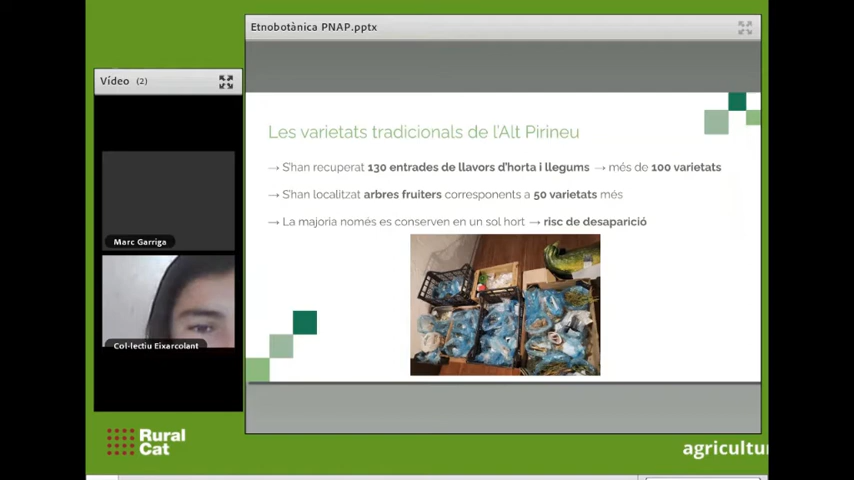 Etnobotànica PNAP.pptx
Vídeo (2)
Les varietats tradicionals de l'Alt Pirineu
→ S'han recuperat 130 entrades de llavors d'horta i llegums → més de 100 varietats
→ S'han localitzat arbres fruiters corresponents a 50 varietats més
→ La majoria només es conserven en un sol hort → risc de desaparició
Marc Garriga
Col·lectiu Eixarcolant
Rural
Cat
agricultur